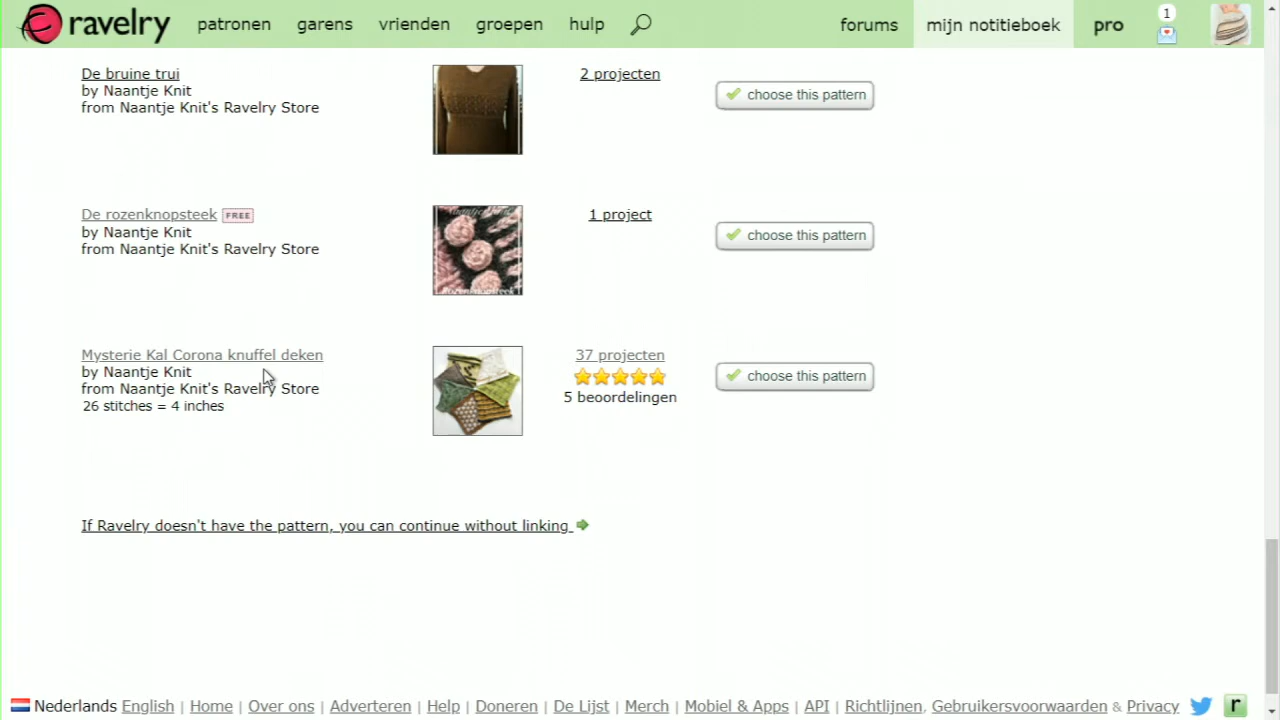 ravelry patronen garens vrienden groepen hulp forums mijn notitieboek pro 1
De bruine trui
by Naantje Knit
from Naantje Knit's Ravelry Store
2 projecten
choose this pattern
De rozenknopsteek FREE
by Naantje Knit
from Naantje Knit's Ravelry Store
1 project
choose this pattern
Mysterie Kal Corona knuffel deken
by Naantje Knit
from Naantje Knit's Ravelry Store
26 stitches = 4 inches
37 projecten
5 beoordelingen
choose this pattern
If Ravelry doesn't have the pattern, you can continue without linking
Nederlands English | Home | Over ons | Adverteren | Help | Doneren | De Lijst | Merch | Mobiel & Apps | API | Richtlijnen, Gebruikersvoorwaarden & Privacy r